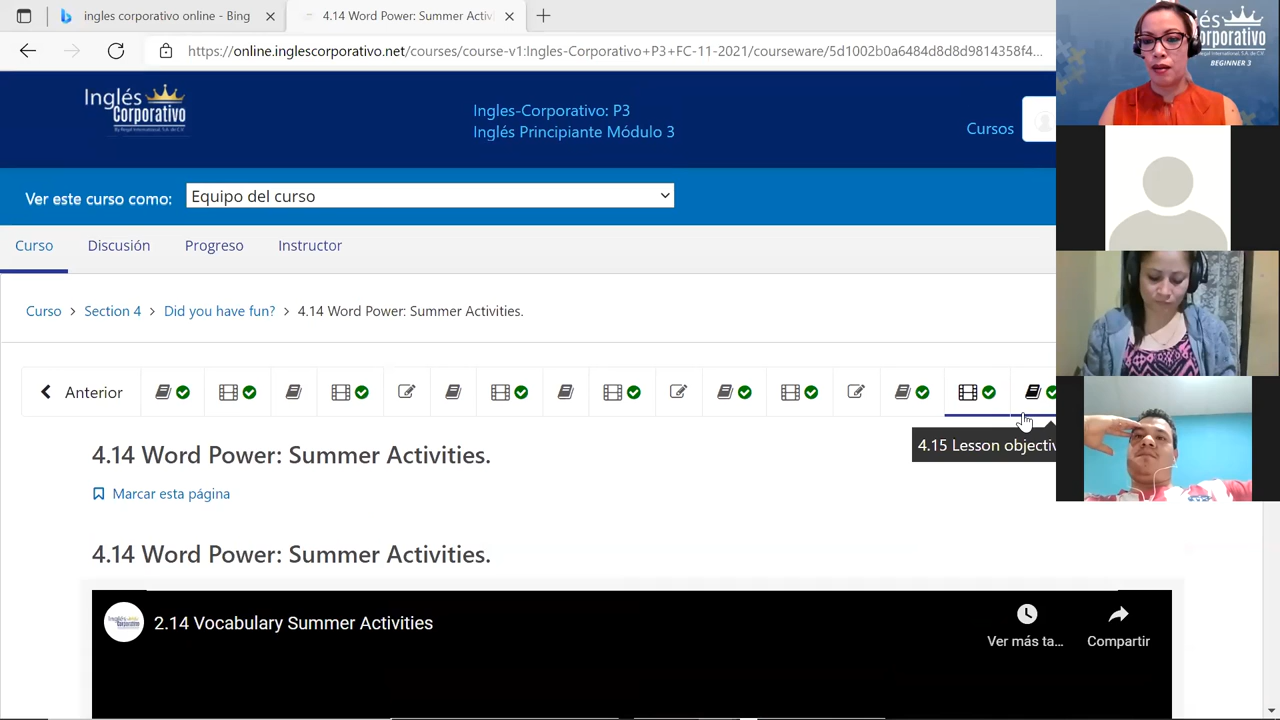 ingles corporativo online - Bing
4.14 Word Power: Summer Activi
https://online.inglescorporativo.net/courses/course-v1:Ingles-Corporativo+P3+FC-11-2021/courseware/5d1002b0a6484d8d8d9814358f4...
Inglés
Corporativo
By Regal International, S.A. de C.V.
Ingles-Corporativo: P3
Inglés Principiante Módulo 3
Cursos
Inglés
Corporativo
BEGINNER 3
Ver este curso como:
Equipo del curso
Curso
Discusión
Progreso
Instructor
Curso > Section 4 > Did you have fun? > 4.14 Word Power: Summer Activities.
Anterior
4.15 Lesson objectiv
4.14 Word Power: Summer Activities.
Marcar esta página
4.14 Word Power: Summer Activities.
2.14 Vocabulary Summer Activities
Ver más ta...
Compartir